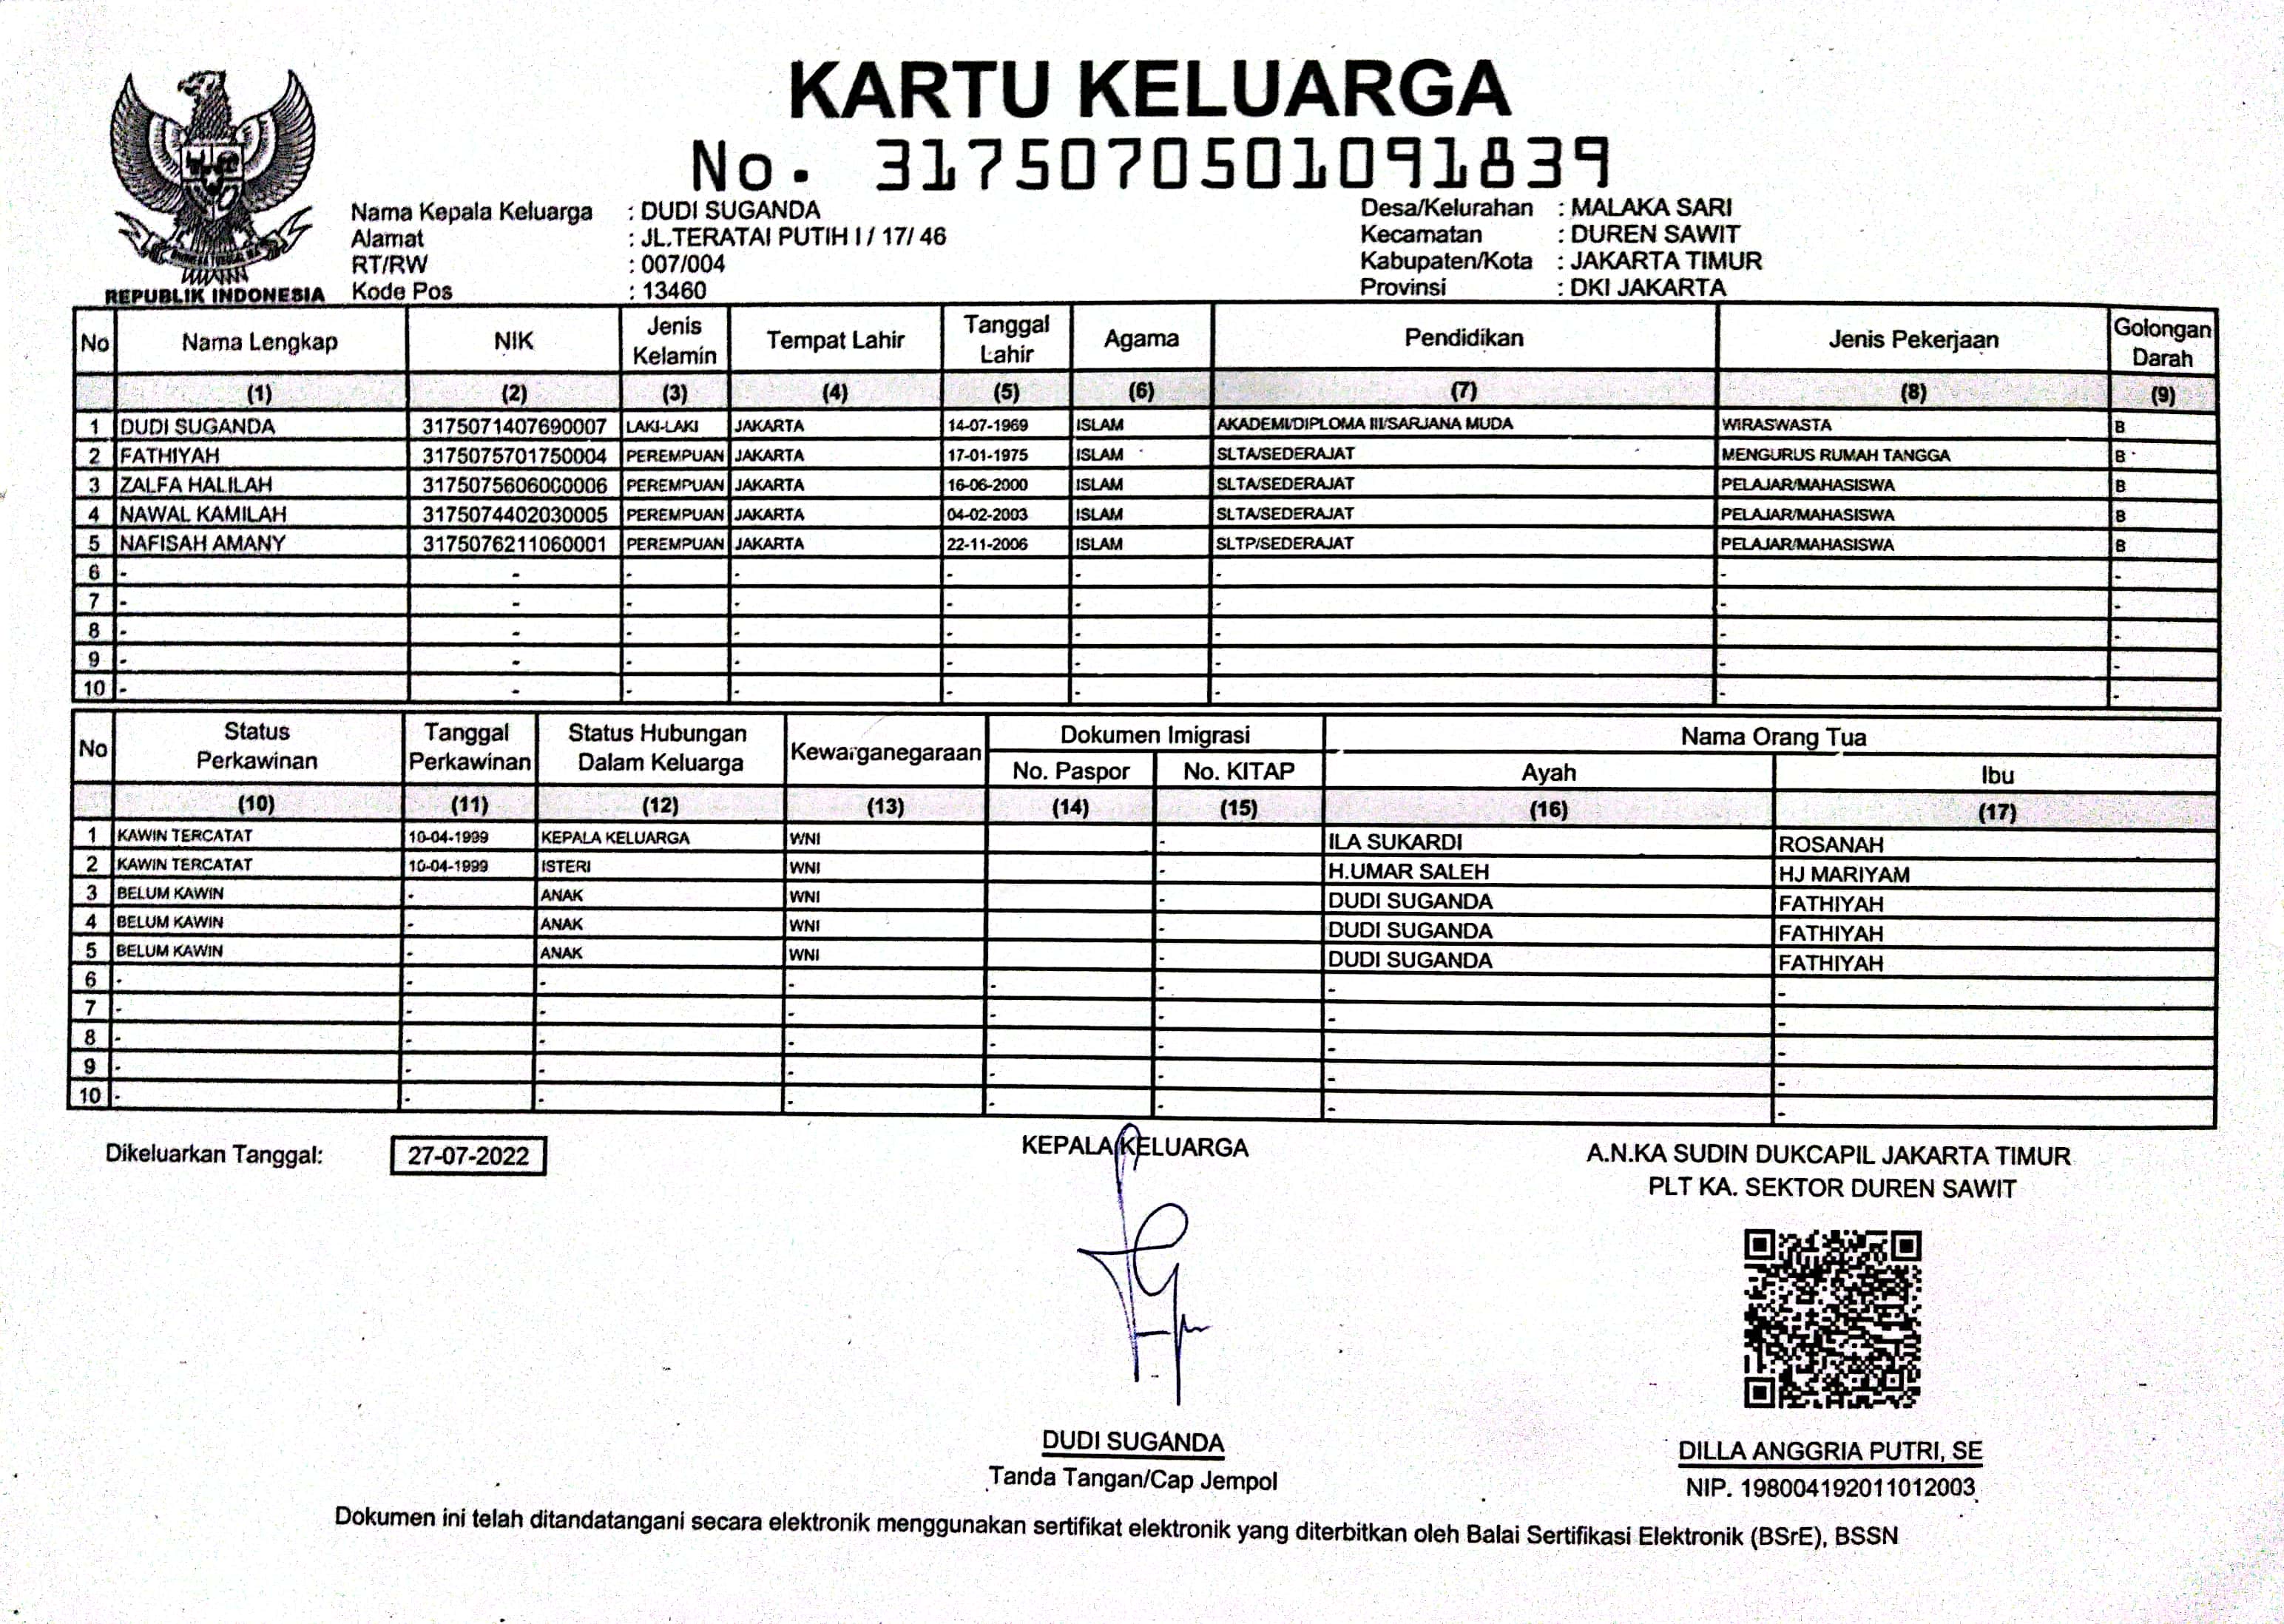 KARTU KELUARGA
No. 3175070501091839
REPUBLIK INDONESIA
Nama Kepala Keluarga : DUDI SUGANDA
Alamat : JL.TERATAI PUTIH I / 17/ 46
RT/RW : 007/004
Kode Pos : 13460
Desa/Kelurahan : MALAKA SARI
Kecamatan : DUREN SAWIT
Kabupaten/Kota : JAKARTA TIMUR
Provinsi : DKI JAKARTA
No Nama Lengkap NIK Jenis Kelamin Tempat Lahir Tanggal Lahir Agama Pendidikan Jenis Pekerjaan Golongan Darah
(1) (2) (3) (4) (5) (6) (7) (8) (9)
1 DUDI SUGANDA 3175071407690007 LAKI-LAKI JAKARTA 14-07-1969 ISLAM AKADEMI/DIPLOMA III/SARJANA MUDA WIRASWASTA B
2 FATHIYAH 3175075701750004 PEREMPUAN JAKARTA 17-01-1975 ISLAM SLTA/SEDERAJAT MENGURUS RUMAH TANGGA B
3 ZALFA HALILAH 3175075606000006 PEREMPUAN JAKARTA 16-06-2000 ISLAM SLTA/SEDERAJAT PELAJAR/MAHASISWA B
4 NAWAL KAMILAH 3175074402030005 PEREMPUAN JAKARTA 04-02-2003 ISLAM SLTA/SEDERAJAT PELAJAR/MAHASISWA B
5 NAFISAH AMANY 3175076211060001 PEREMPUAN JAKARTA 22-11-2006 ISLAM SLTP/SEDERAJAT PELAJAR/MAHASISWA B
6 - - - - - - - - -
7 - - - - - - - - -
8 - - - - - - - - -
9 - - - - - - - - -
10 - - - - - - - - -
No Status Perkawinan Tanggal Perkawinan Status Hubungan Dalam Keluarga Kewarganegaraan Dokumen Imigrasi Nama Orang Tua
No. Paspor No. KITAP Ayah Ibu
(10) (11) (12) (13) (14) (15) (16) (17)
1 KAWIN TERCATAT 10-04-1999 KEPALA KELUARGA WNI - ILA SUKARDI ROSANAH
2 KAWIN TERCATAT 10-04-1999 ISTERI WNI - H.UMAR SALEH HJ MARIYAM
3 BELUM KAWIN - ANAK WNI - DUDI SUGANDA FATHIYAH
4 BELUM KAWIN - ANAK WNI - DUDI SUGANDA FATHIYAH
5 BELUM KAWIN - ANAK WNI - DUDI SUGANDA FATHIYAH
6 - - - - - - - -
7 - - - - - - - -
8 - - - - - - - -
9 - - - - - - - -
10 - - - - - - - -
Dikeluarkan Tanggal: 27-07-2022
KEPALA KELUARGA
DUDI SUGANDA
Tanda Tangan/Cap Jempol
A.N.KA SUDIN DUKCAPIL JAKARTA TIMUR
PLT KA. SEKTOR DUREN SAWIT
DILLA ANGGRIA PUTRI, SE
NIP. 198004192011012003
Dokumen ini telah ditandatangani secara elektronik menggunakan sertifikat elektronik yang diterbitkan oleh Balai Sertifikasi Elektronik (BSrE), BSSN